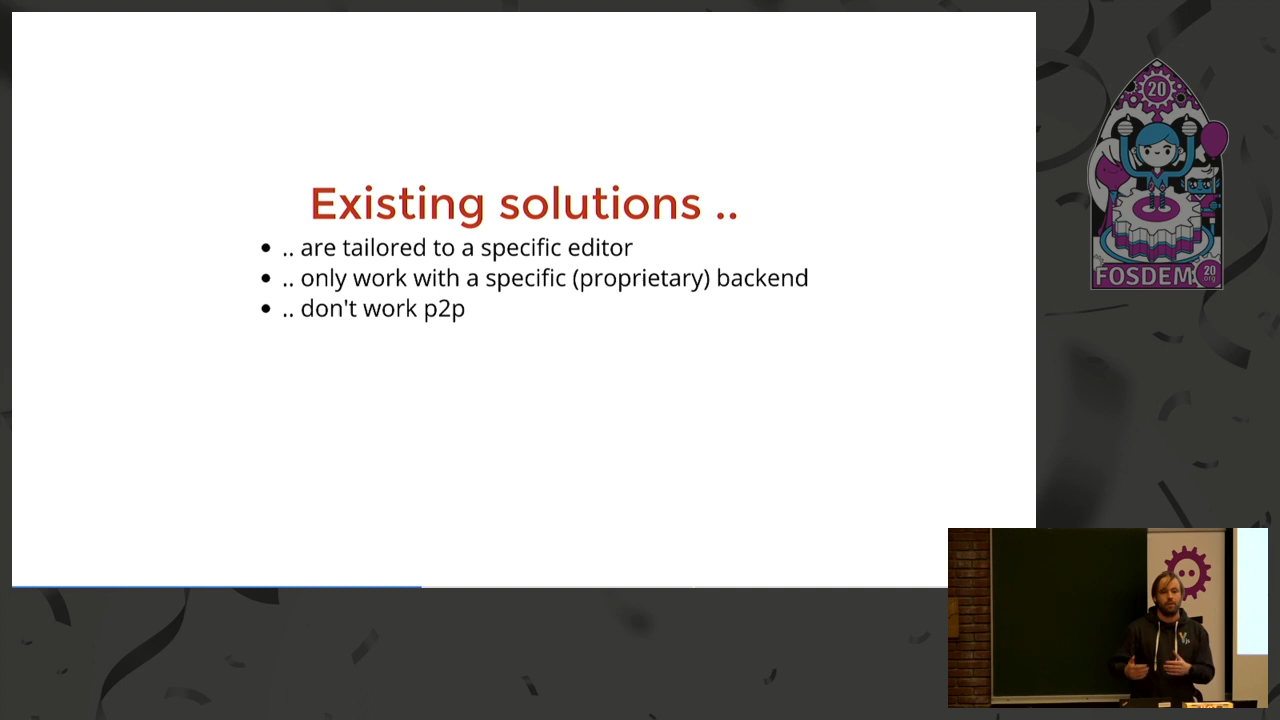 Existing solutions ..
.. are tailored to a specific editor
.. only work with a specific (proprietary) backend
.. don't work p2p
20
FOSDEM
20
.org